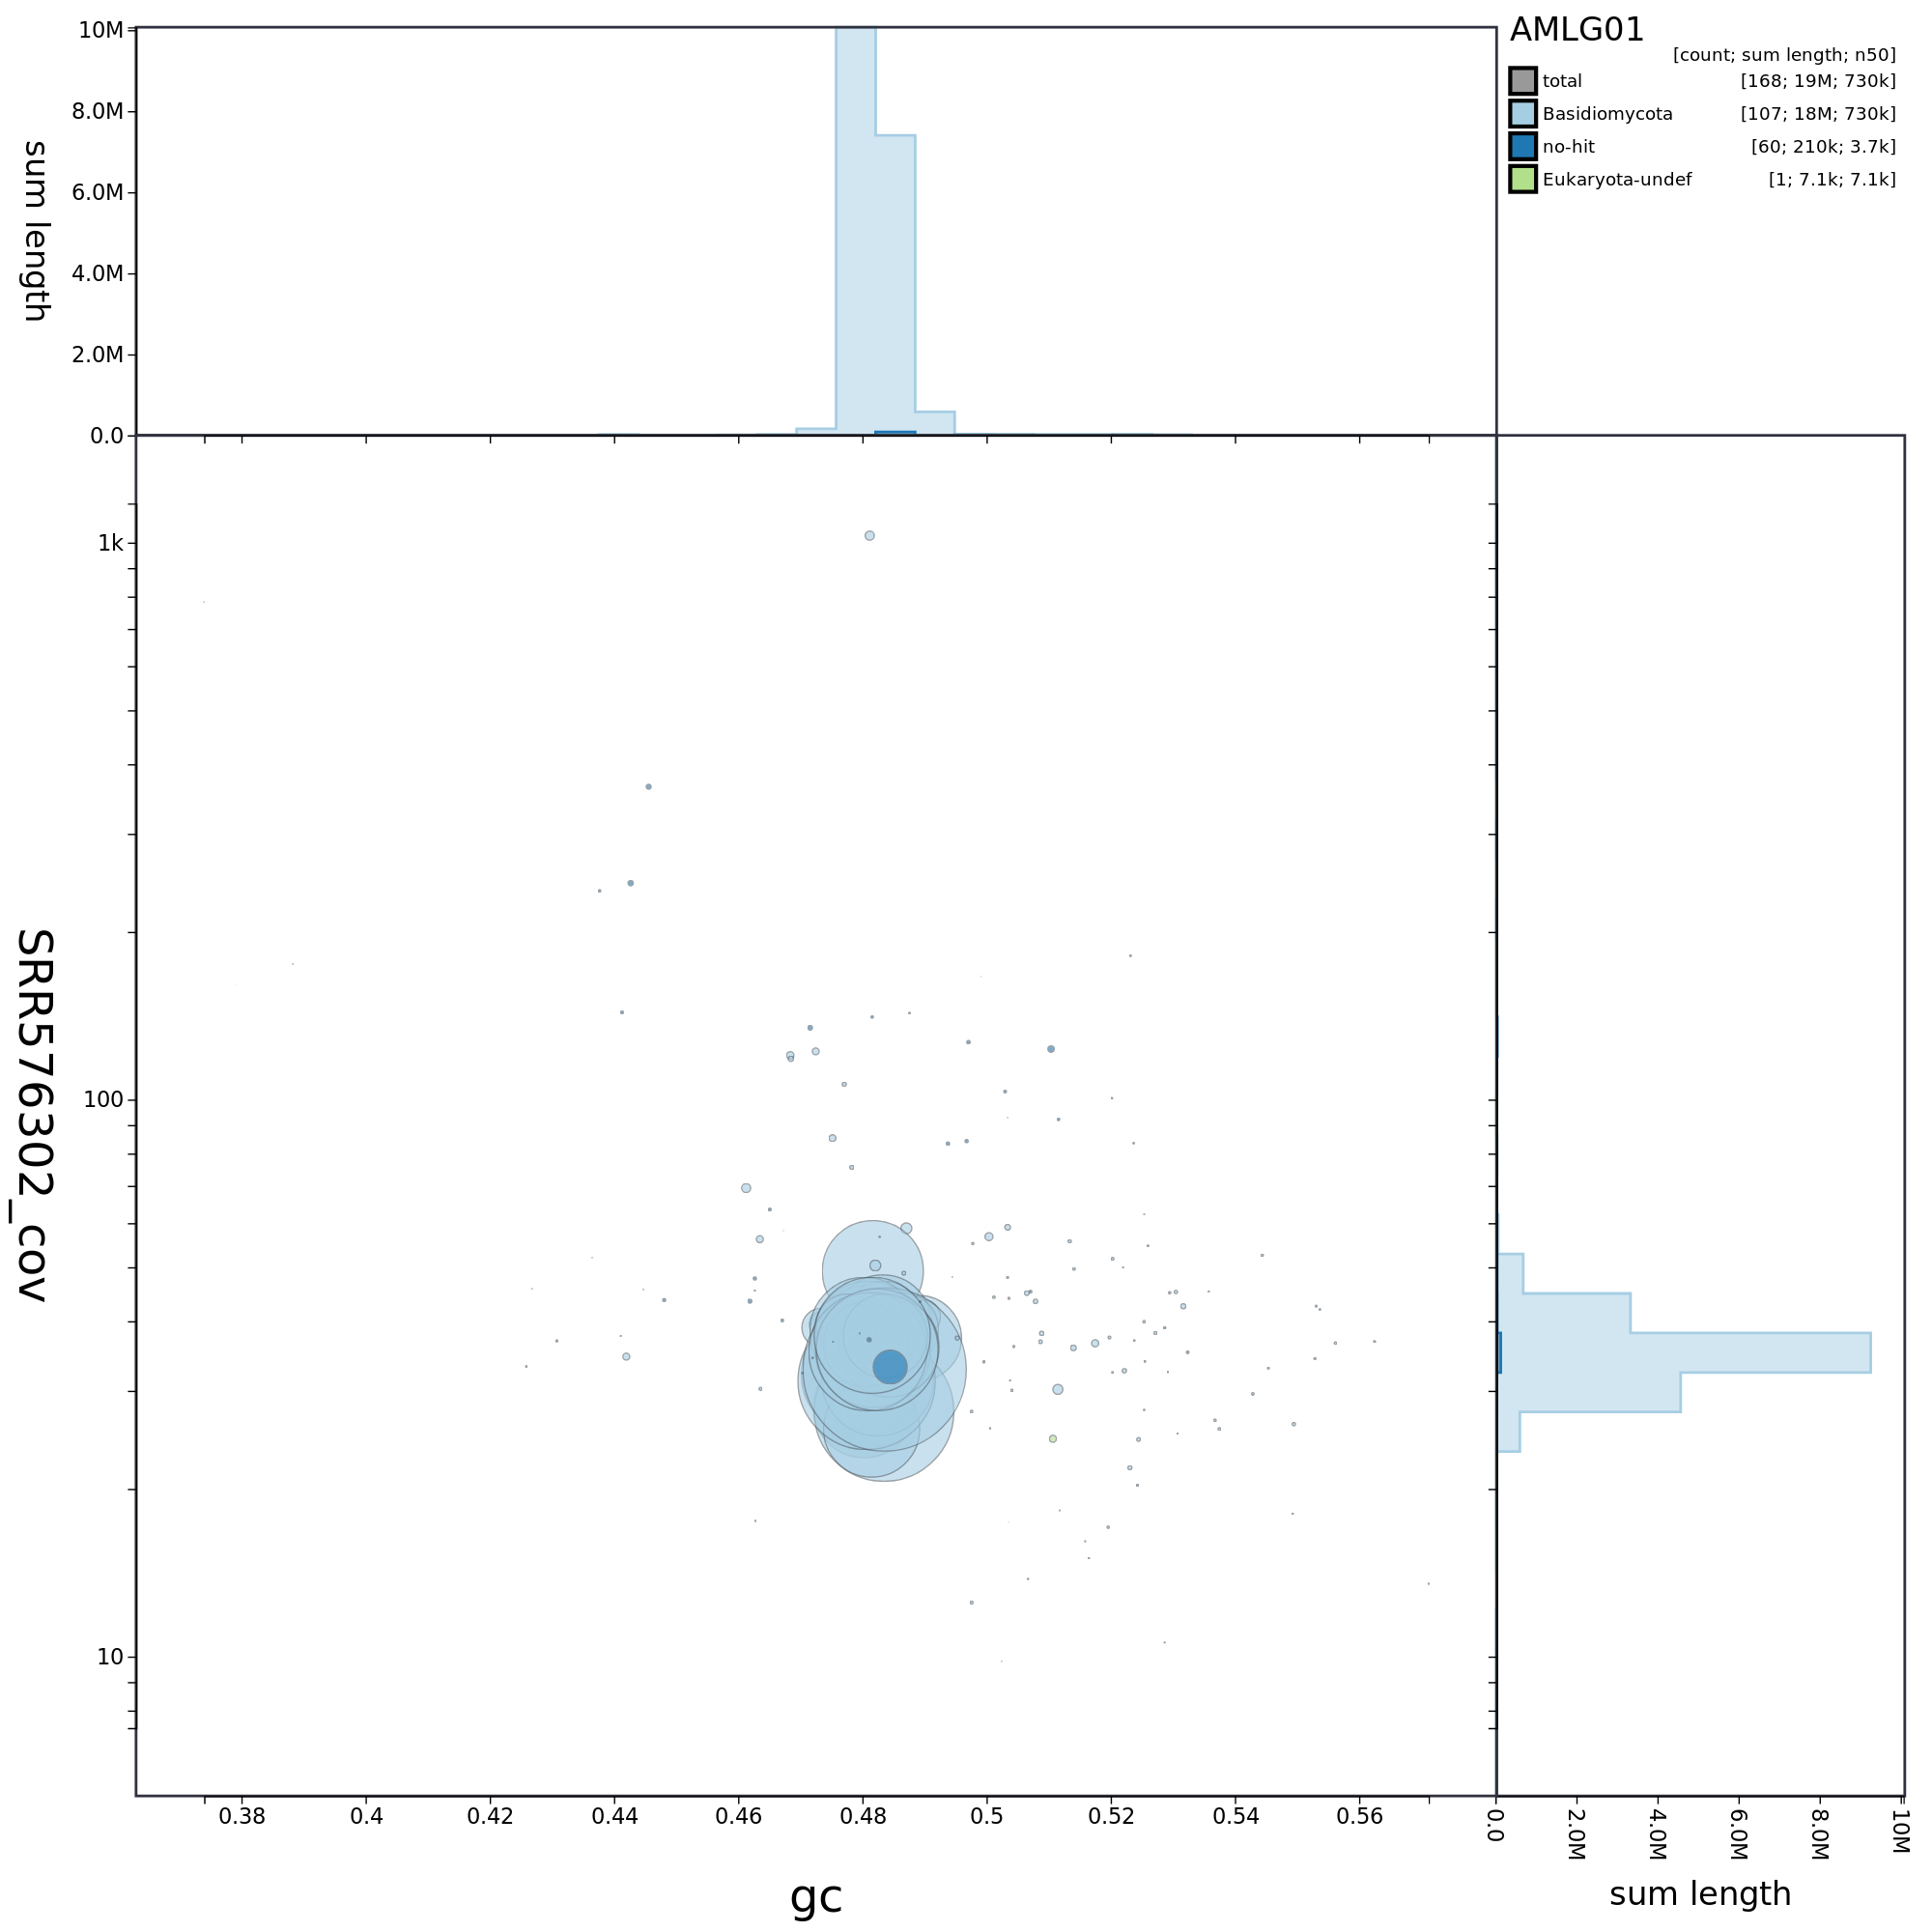 AMLG01
[count; sum length; n50]
total [168; 19M; 730k]
Basidiomycota [107; 18M; 730k]
no-hit [60; 210k; 3.7k]
Eukaryota-undef [1; 7.1k; 7.1k]
sum length
10M
8.0M
6.0M
4.0M
2.0M
0.0
SRR576302_cov
1k
100
10
0.38 0.4 0.42 0.44 0.46 0.48 0.5 0.52 0.54 0.56
gc
0.0 2.0M 4.0M 6.0M 8.0M 10M
sum length